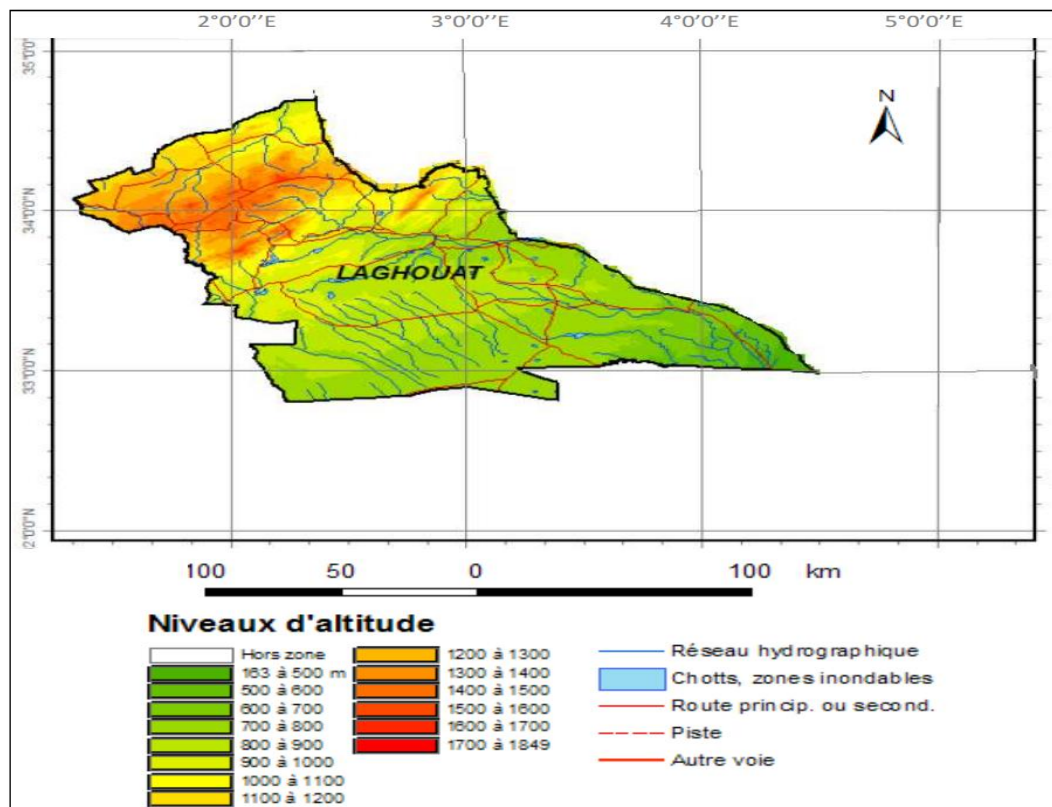 2°0'0''E 3°0'0''E 4°0'0''E 5°0'0''E
35°0'0"N
N
34°0'0"N
LAGHOUAT
33°0'0"N
2°0'0"N
100 50 0 100 km
Niveaux d'altitude
Hors zone
163 à 500 m
500 à 600
600 à 700
700 à 800
800 à 900
900 à 1000
1000 à 1100
1100 à 1200
1200 à 1300
1300 à 1400
1400 à 1500
1500 à 1600
1600 à 1700
1700 à 1849
Réseau hydrographique
Chotts, zones inondables
Route princip. ou second.
Piste
Autre voie